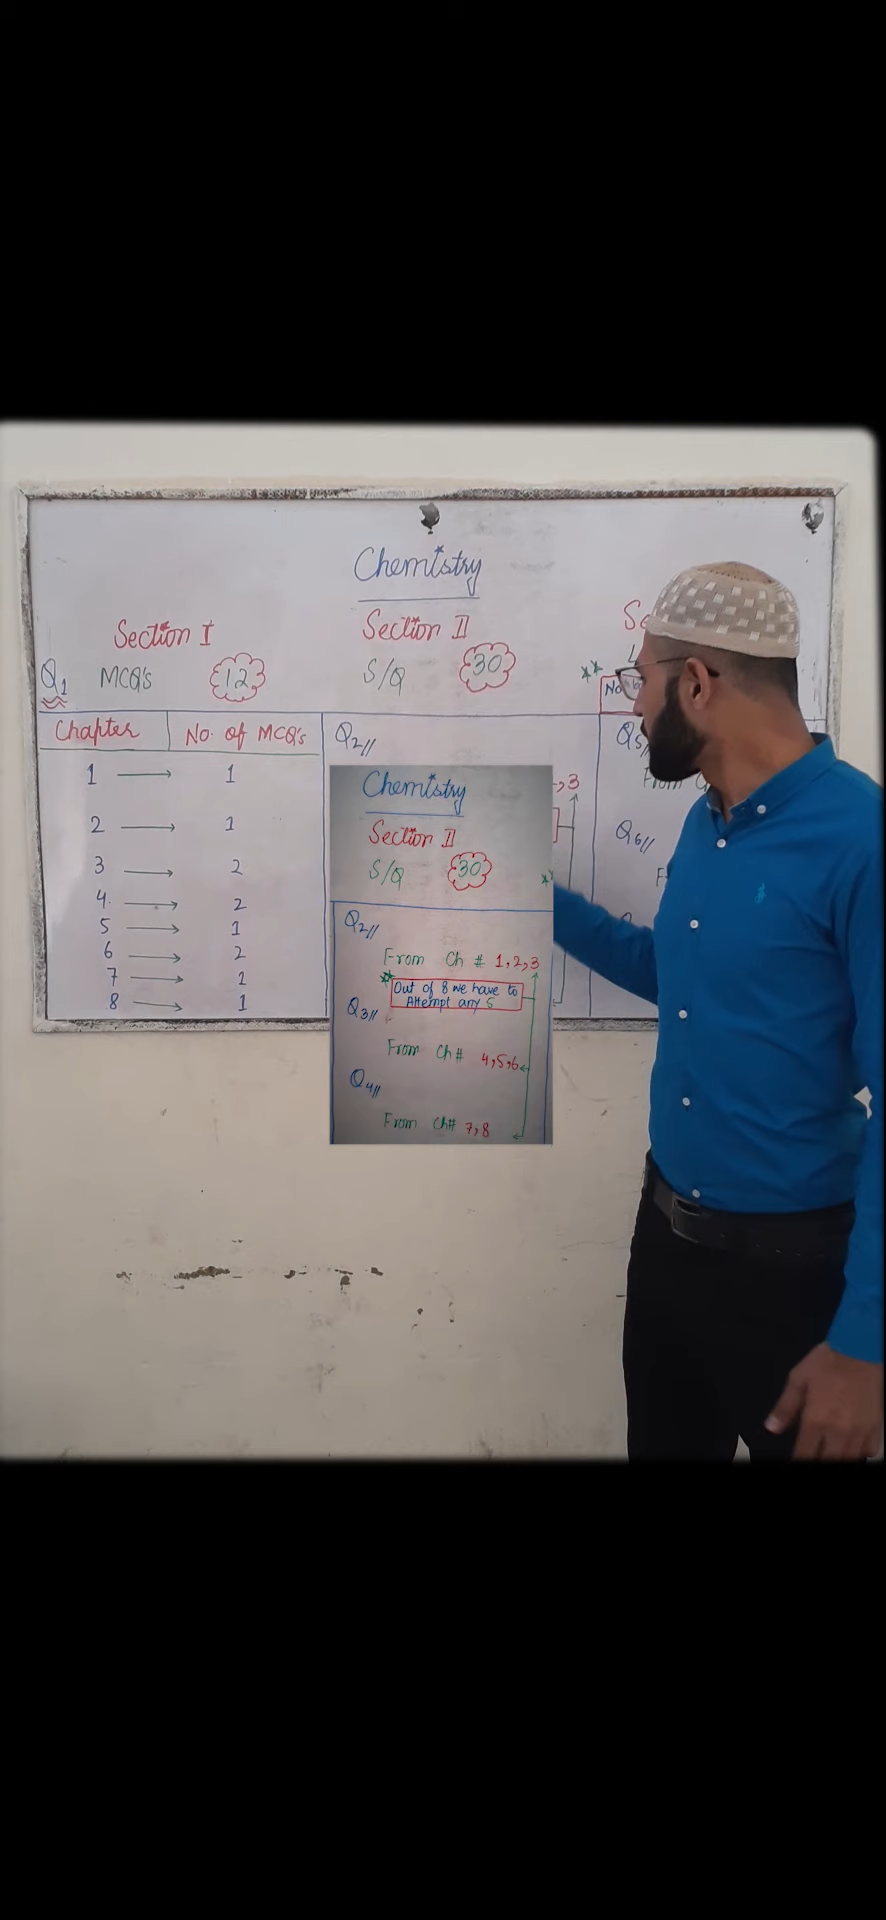 Chemistry
Section I
Q1 MCQ's 12
Chapter No. of MCQ's
1 → 1
2 → 1
3 → 2
4 → 2
5 → 1
6 → 2
7 → 2
8 → 1
Section II
S/Q 30
Q2//
,3
Chemistry
Section II
S/Q 30
Q2//
From Ch # 1,2,3
Out of 8 we have to
Attempt any 5
Q3//
From Ch# 4,5,6
Q4//
From Ch# 7,8
Q5//
From
Q6//